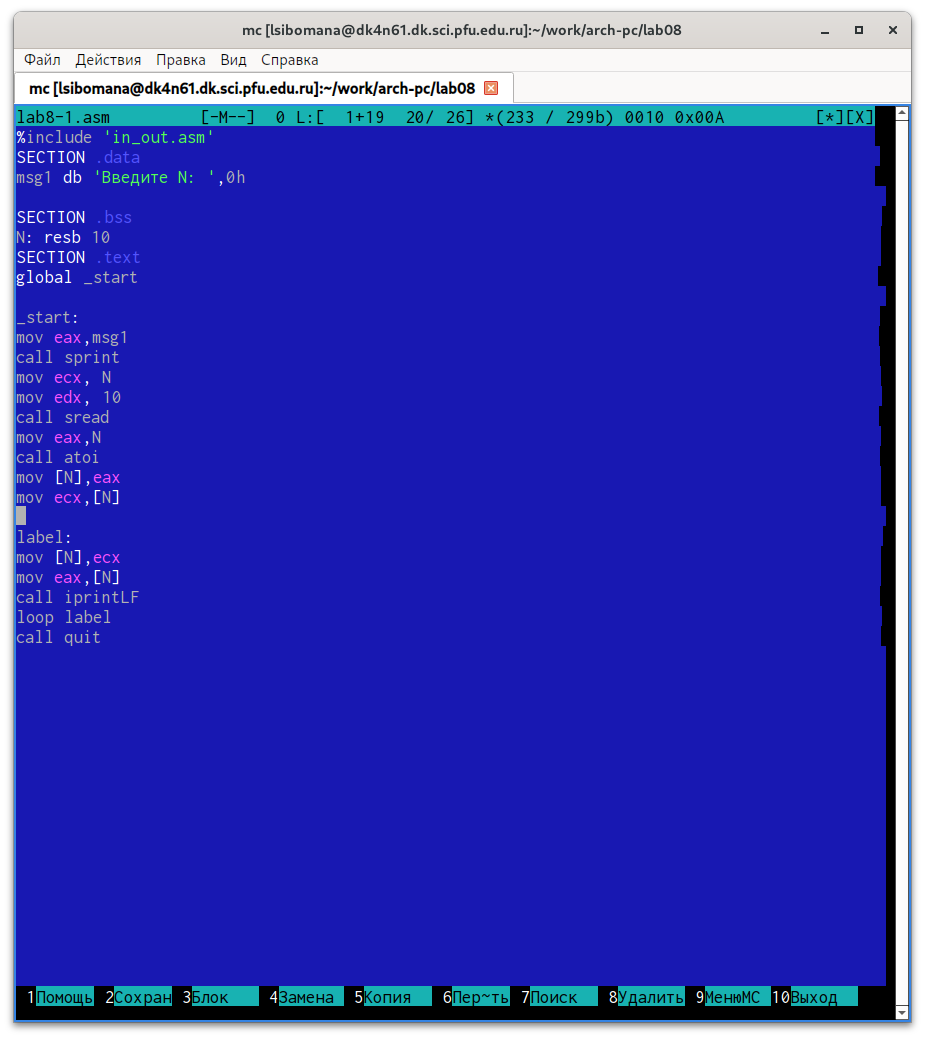 mc [lsibomana@dk4n61.dk.sci.pfu.edu.ru]:~/work/arch-pc/lab08
Файл Действия Правка Вид Справка
mc [lsibomana@dk4n61.dk.sci.pfu.edu.ru]:~/work/arch-pc/lab08
lab8-1.asm [-M--] 0 L:[ 1+19 20/ 26] *(233 / 299b) 0010 0x00A [*][X]
%include 'in_out.asm'
SECTION .data
msg1 db 'Введите N: ',0h
SECTION .bss
N: resb 10
SECTION .text
global _start
_start:
mov eax,msg1
call sprint
mov ecx, N
mov edx, 10
call sread
mov eax,N
call atoi
mov [N],eax
mov ecx,[N]
label:
mov [N],ecx
mov eax,[N]
call iprintLF
loop label
call quit
1Помощь 2Сохран 3Блок 4Замена 5Копия 6Пер~ть 7Поиск 8Удалить 9МенюMC 10Выход